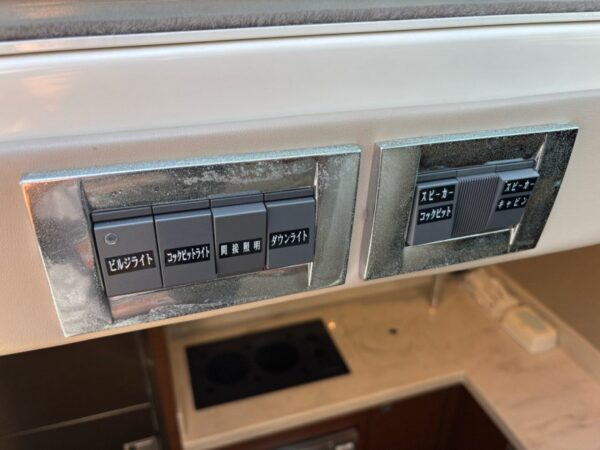 ビルジライト
コックピットライト
間接照明
ダウンライト
スピーカー
コックピット
スピーカー
キャビン